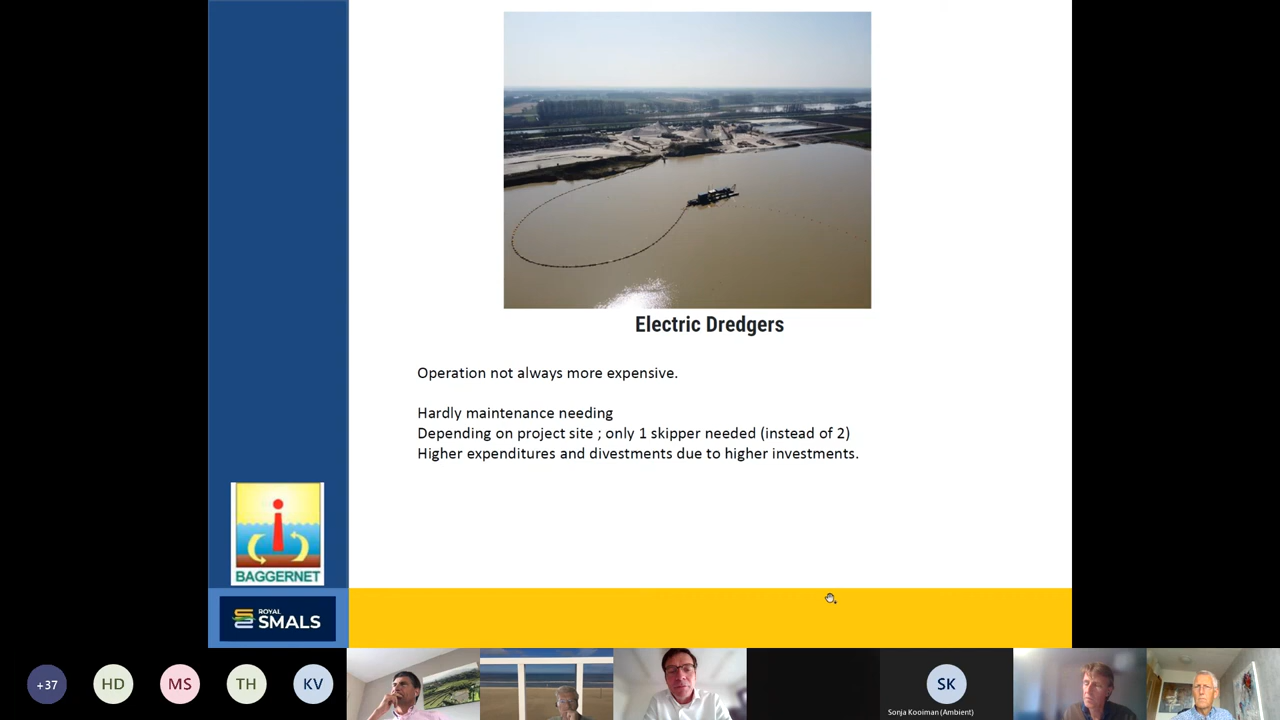 Electric Dredgers
Operation not always more expensive.
Hardly maintenance needing
Depending on project site ; only 1 skipper needed (instead of 2)
Higher expenditures and divestments due to higher investments.
BAGGERNET
ROYAL
SMALS
+37
HD
MS
TH
KV
SK
Sonja Kooiman (Ambient)